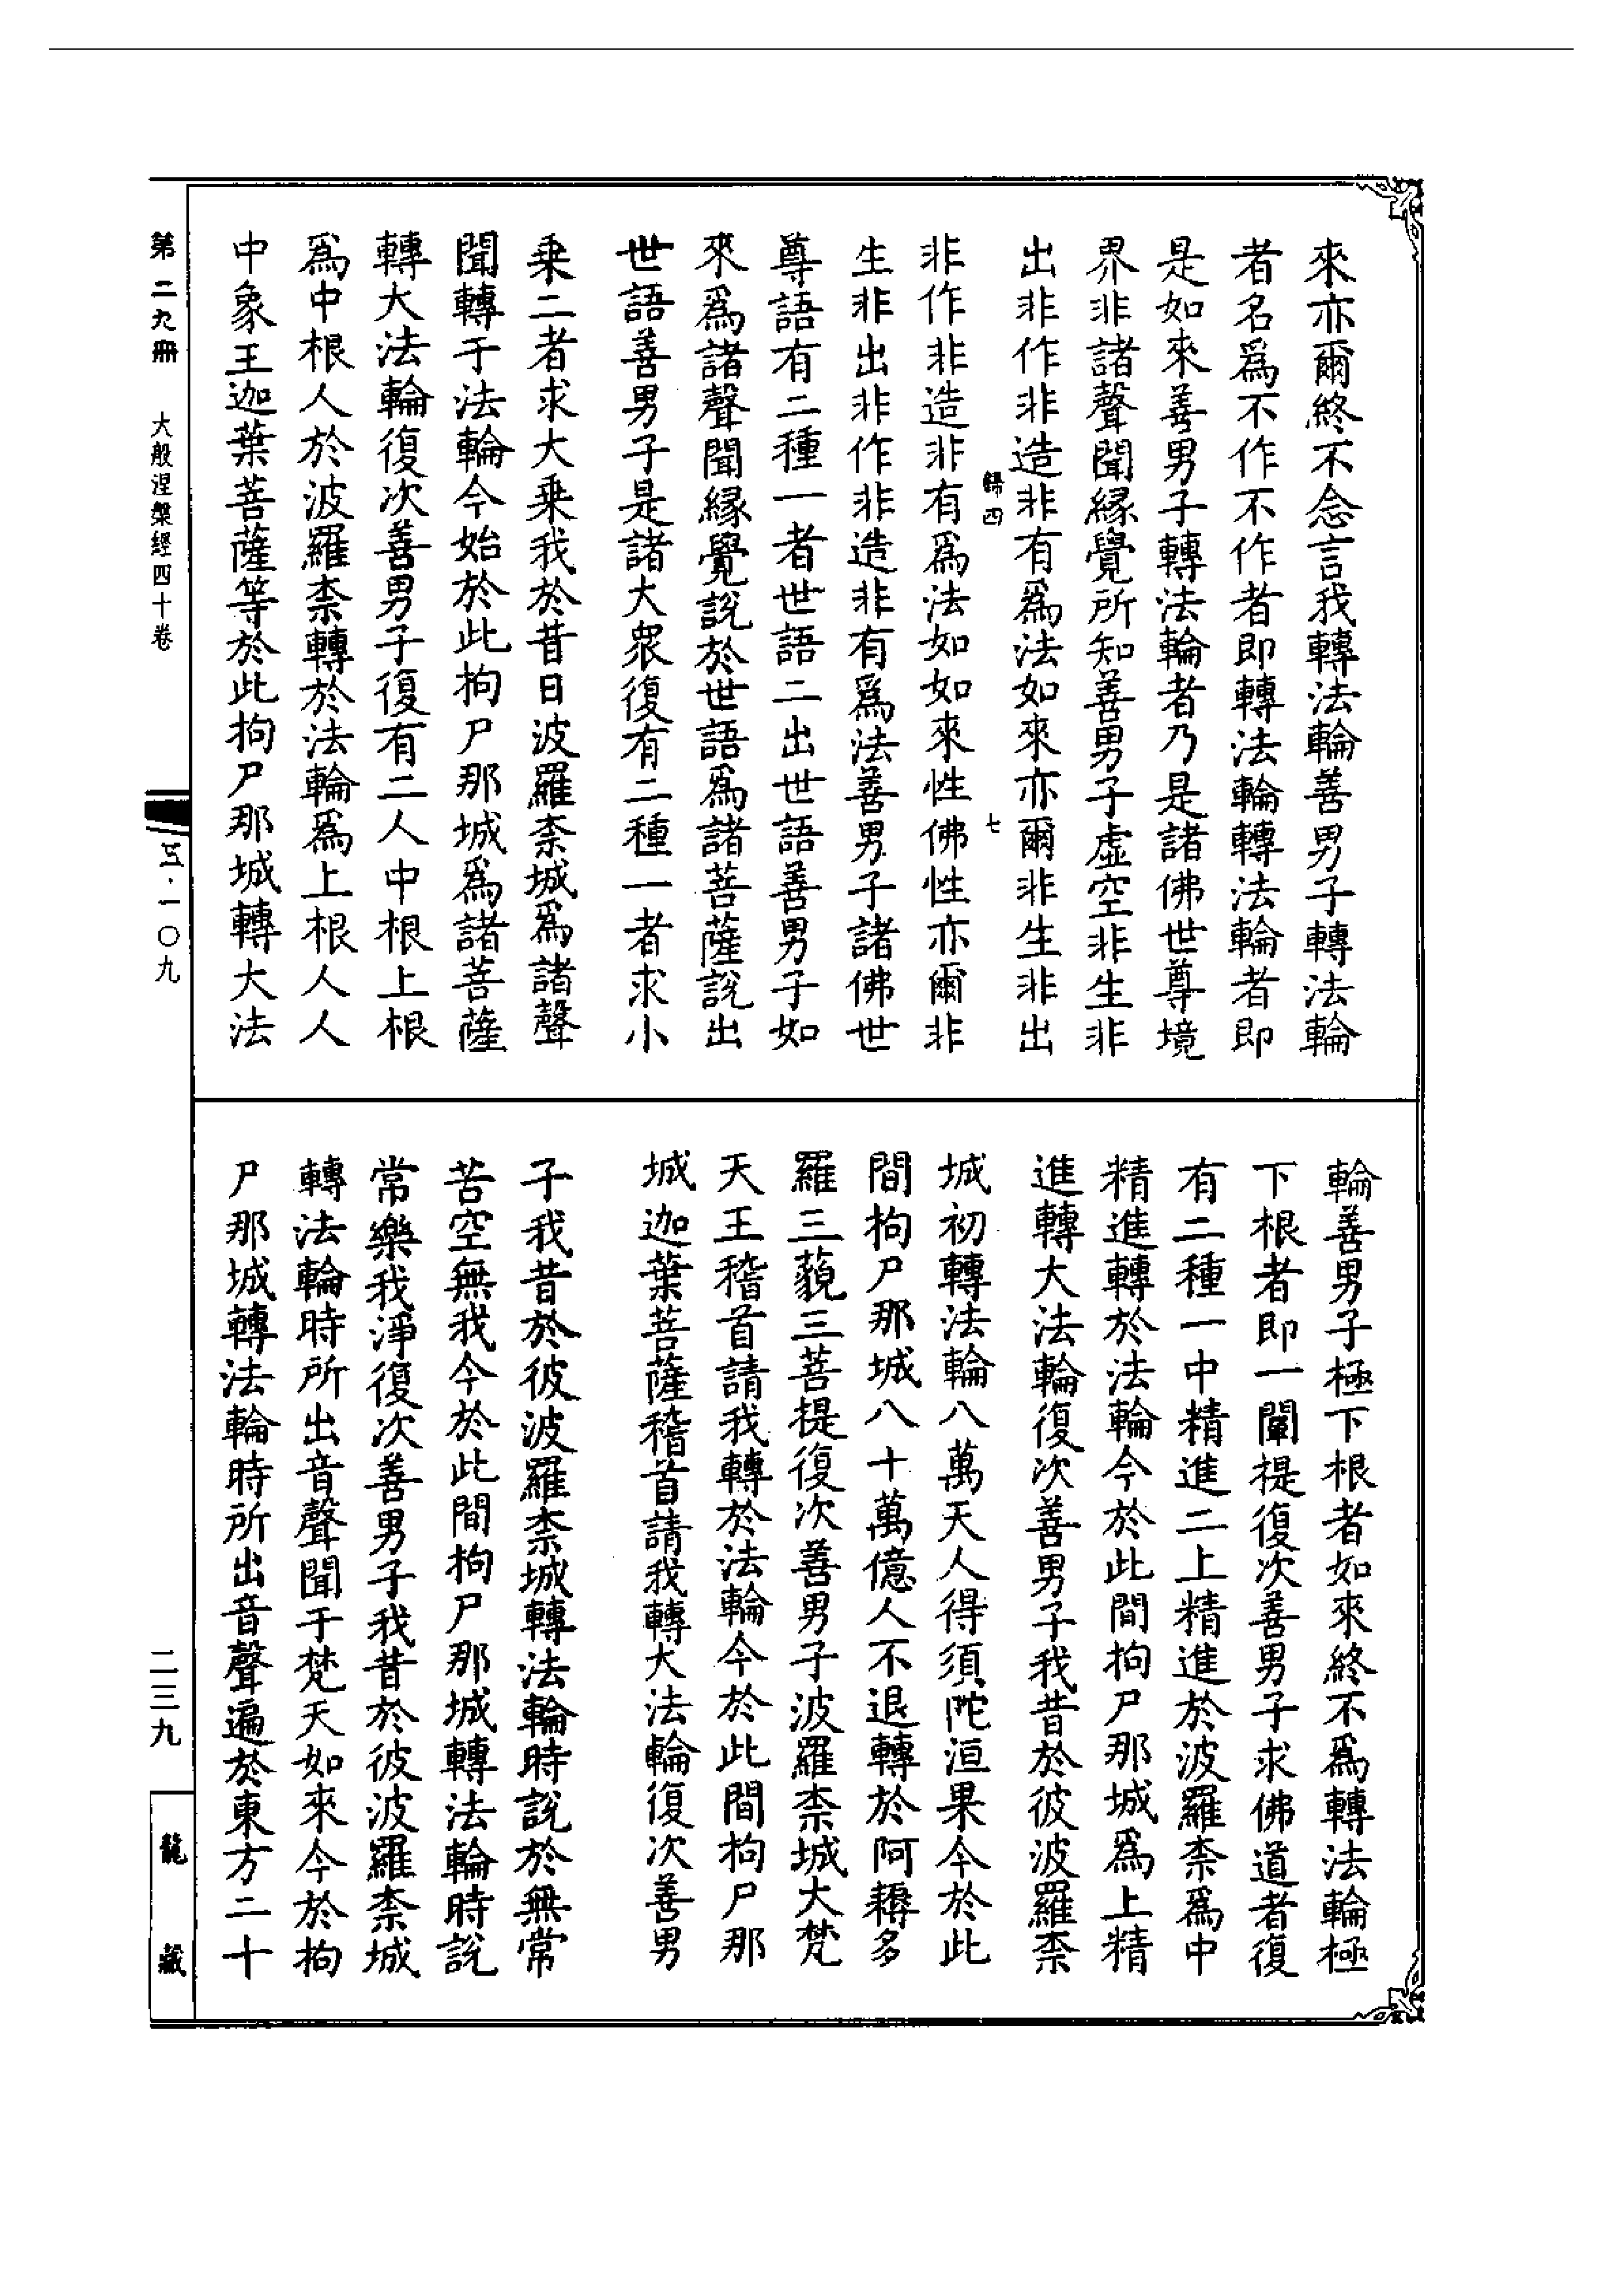 來亦爾終不念言我轉法輪善男子轉法輪
者名爲不作不作者即轉法輪轉法輪者即
是如來善男子轉法輪者乃是諸佛世尊境
界非諸聲聞緣覺所知善男子虛空非生非
出非作非造非有爲法如來亦爾非生非出
歸四 七
非作非造非有爲法如如來性佛性亦爾非
生非出非作非造非有爲法善男子諸佛世
尊語有二種一者世語二出世語善男子如
來爲諸聲聞緣覺說於世語爲諸菩薩說出
世語善男子是諸大衆復有二種一者求小
乗二者求大乗我於昔日波羅柰城爲諸聲
聞轉于法輪今始於此拘尸那城爲諸菩薩
轉大法輪復次善男子復有二人中根上根
爲中根人於波羅柰轉於法輪爲上根人人
中象王迦葉菩薩等於此拘尸那城轉大法
輪善男子極下根者如來終不爲轉法輪極
下根者即一闡提復次善男子求佛道者復
有二種一中精進二上精進於波羅柰爲中
精進轉於法輪今於此間拘尸那城爲上精
進轉大法輪復次善男子我昔於彼波羅柰
城初轉法輪八萬天人得須陀洹果今於此
間拘尸那城八十萬億人不退轉於阿耨多
羅三藐三菩提復次善男子波羅柰城大梵
天王稽首請我轉於法輪今於此間拘尸那
城迦葉菩薩稽首請我轉大法輪復次善男
子我昔於彼波羅柰城轉法輪時說於無常
苦空無我今於此間拘尸那城轉法輪時說
常樂我淨復次善男子我昔於彼波羅柰城
轉法輪時所出音聲聞于梵天如來今於拘
尸那城轉法輪時所出音聲遍於東方二十
第二九冊 大般涅槃經四十卷 五·一〇九 二三九 龍藏